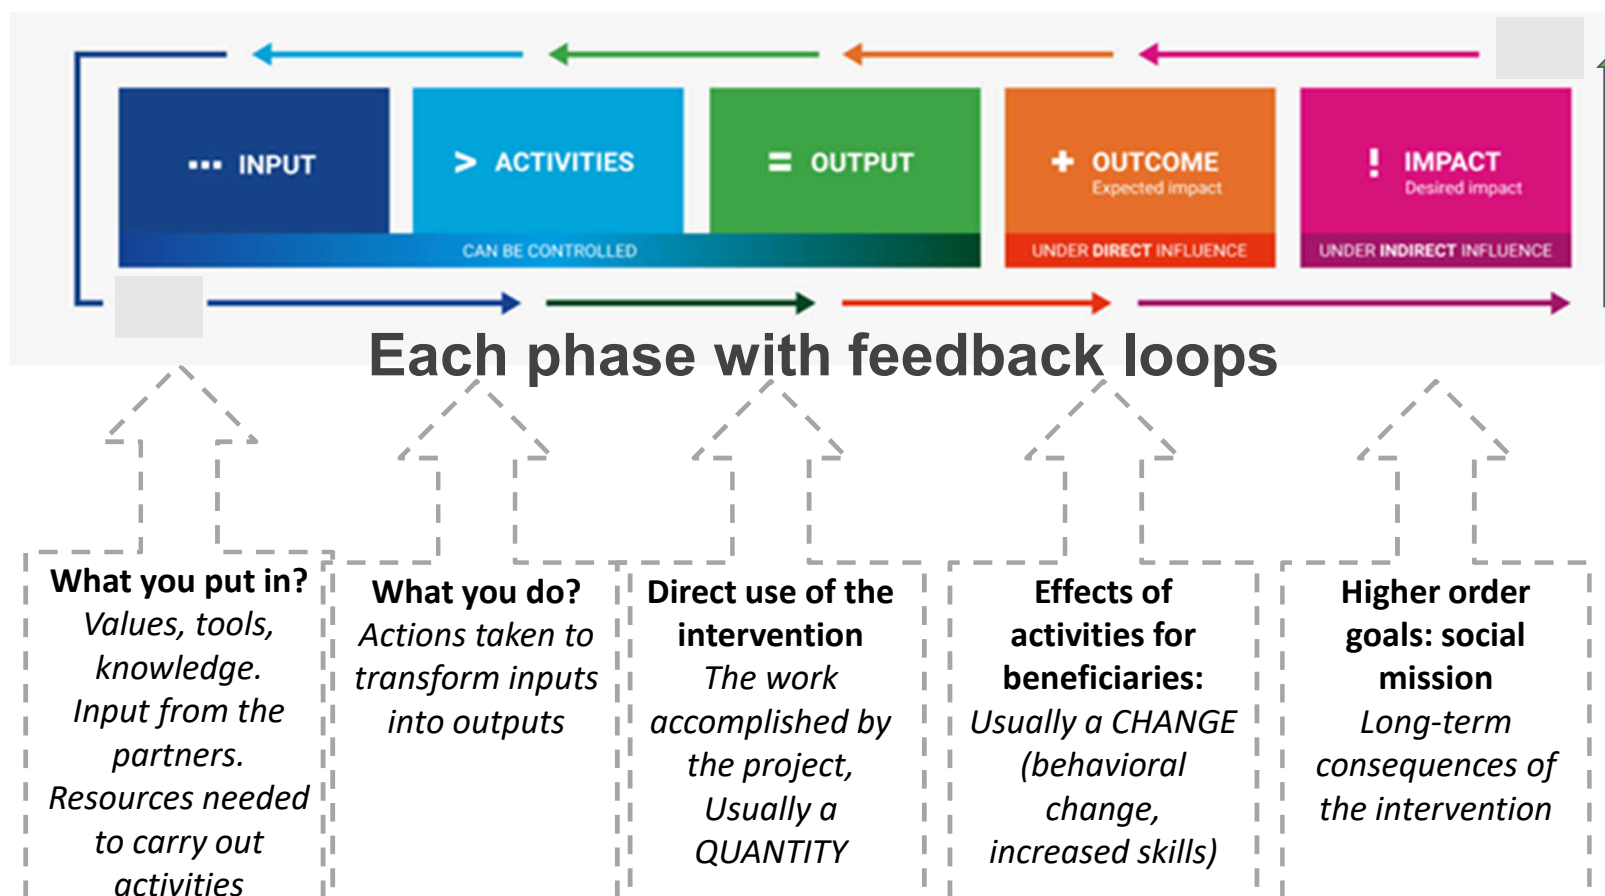 INPUT
> ACTIVITIES
= OUTPUT
+ OUTCOME
Expected impact
! IMPACT
Desired impact
CAN BE CONTROLLED
UNDER DIRECT INFLUENCE
UNDER INDIRECT INFLUENCE
Each phase with feedback loops
What you put in?
Values, tools,
knowledge.
Input from the
partners.
Resources needed
to carry out
activities
What you do?
Actions taken to
transform inputs
into outputs
Direct use of the
intervention
The work
accomplished by
the project,
Usually a
QUANTITY
Effects of
activities for
beneficiaries:
Usually a CHANGE
(behavioral
change,
increased skills)
Higher order
goals: social
mission
Long-term
consequences of
the intervention